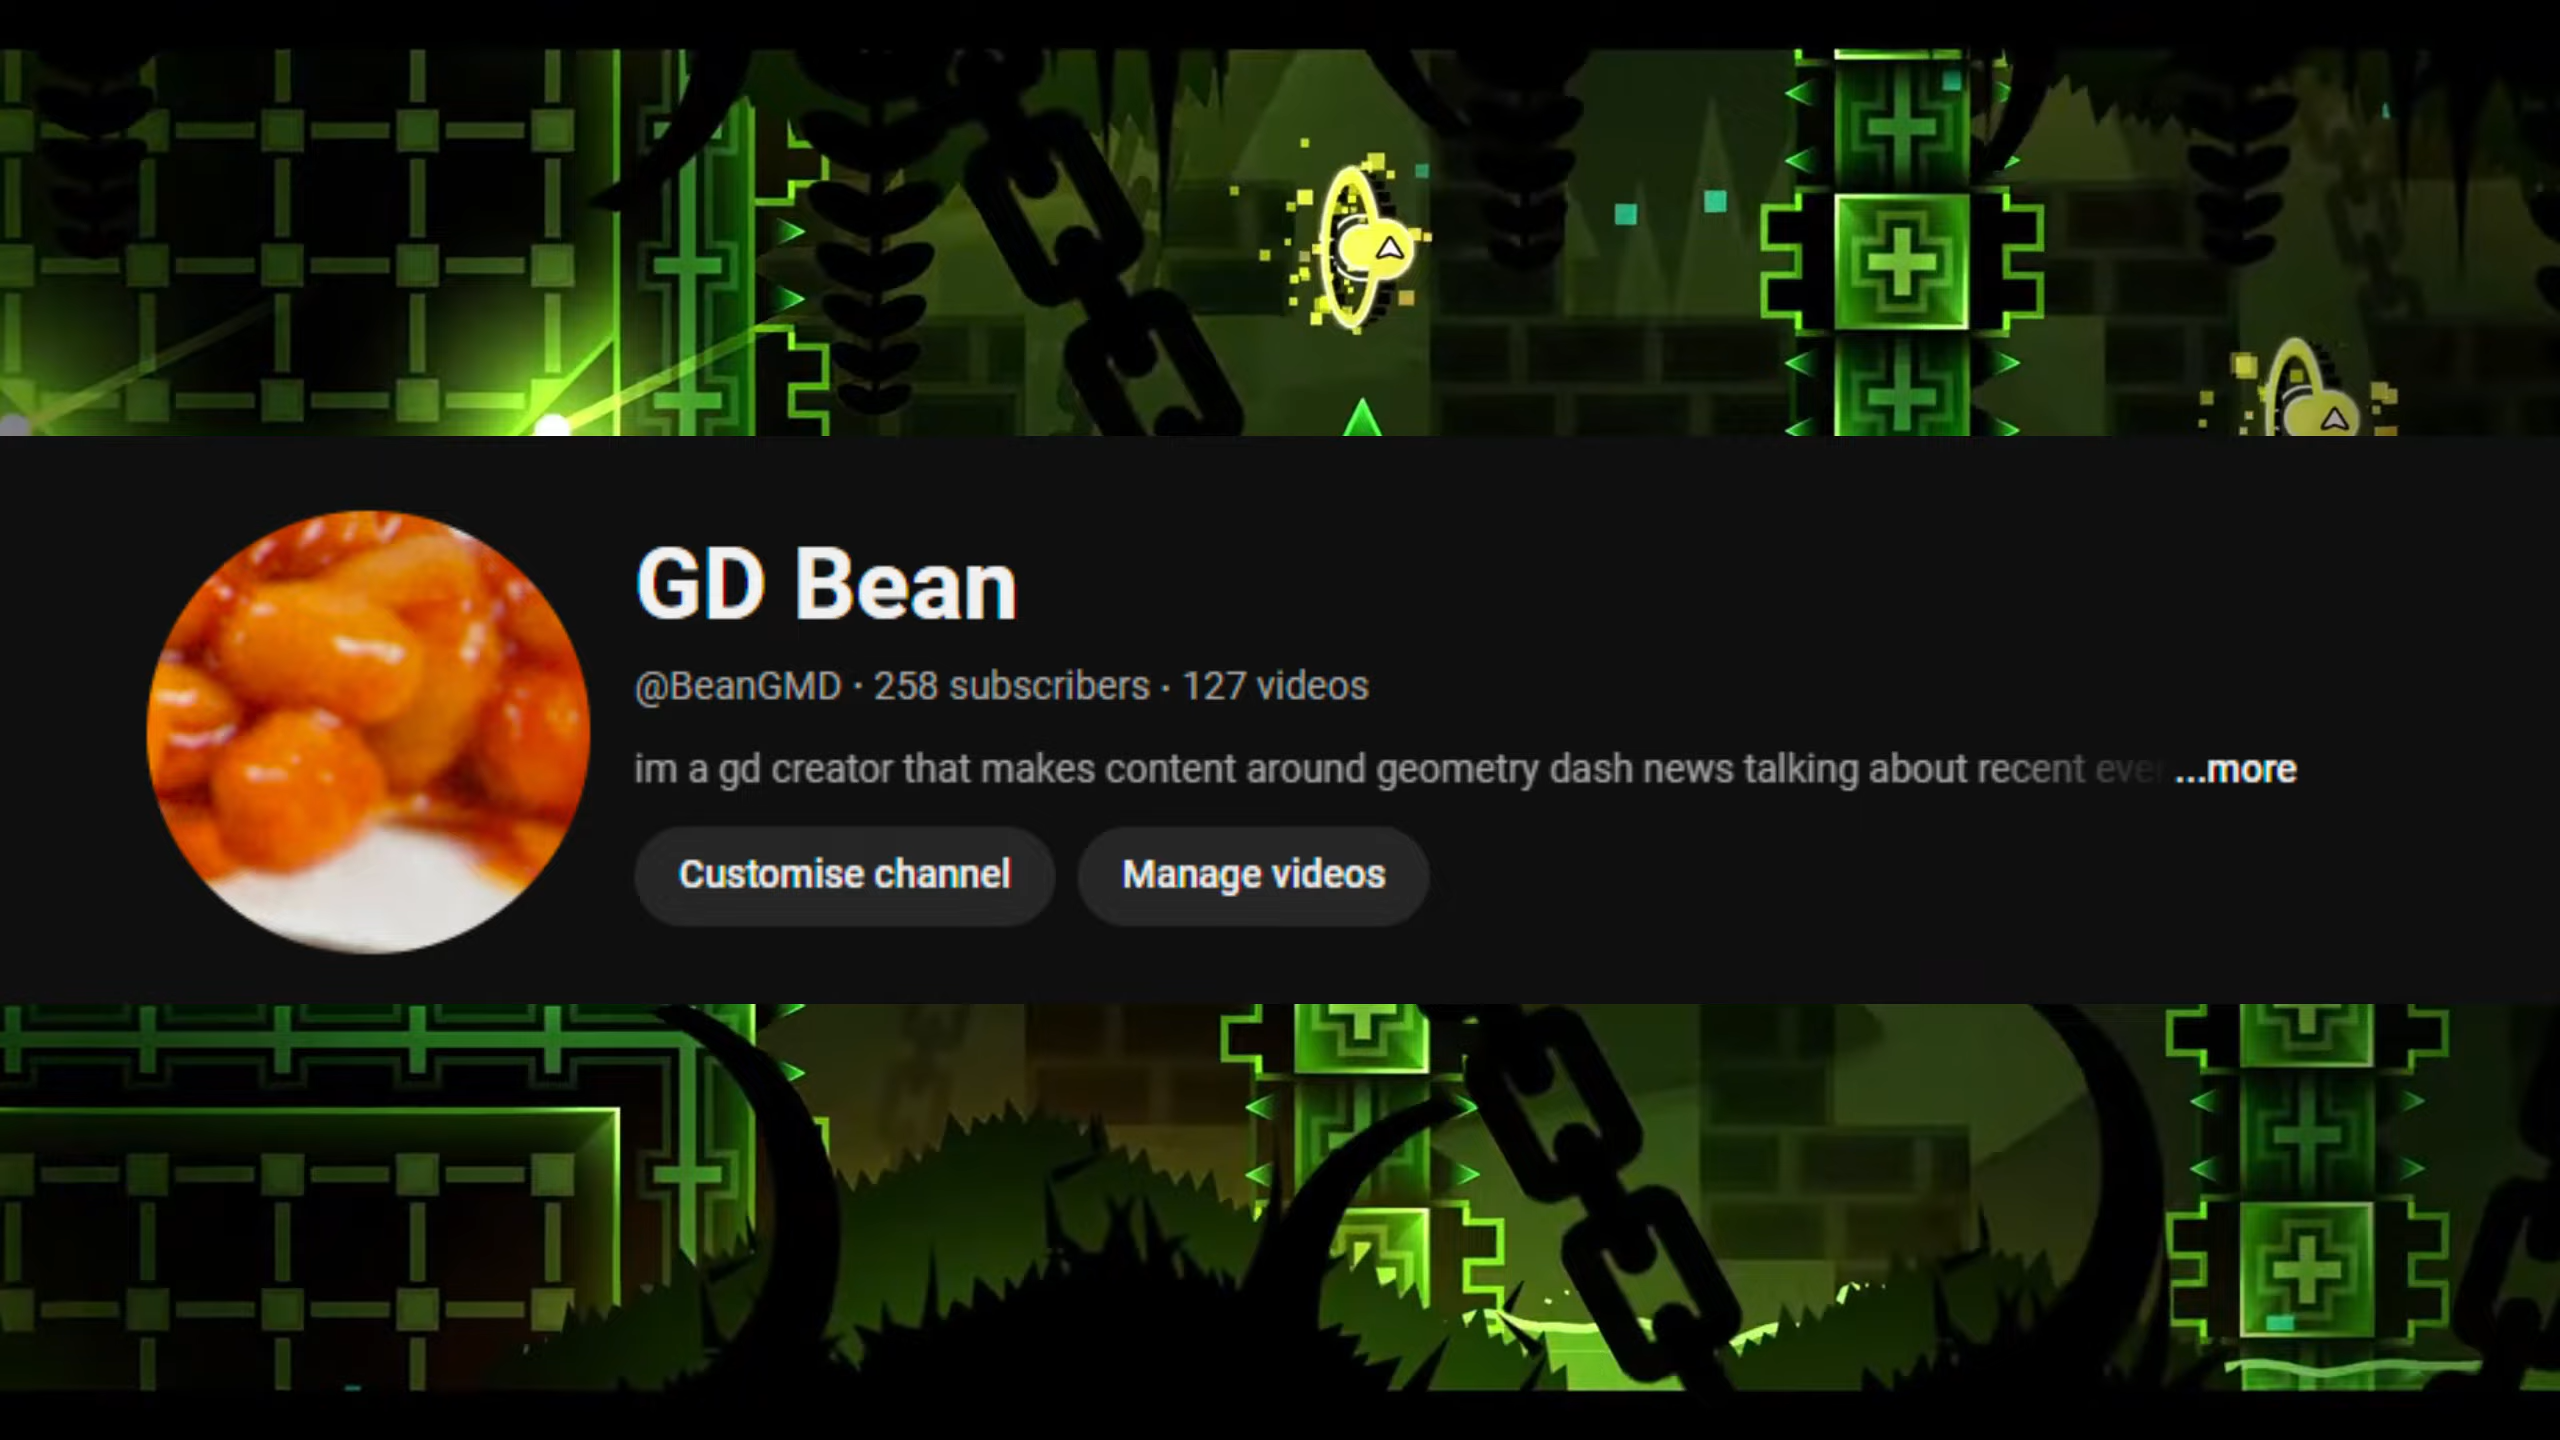 GD Bean
@BeanGMD · 258 subscribers · 127 videos
im a gd creator that makes content around geometry dash news talking about recent ...more
Customise channel
Manage videos